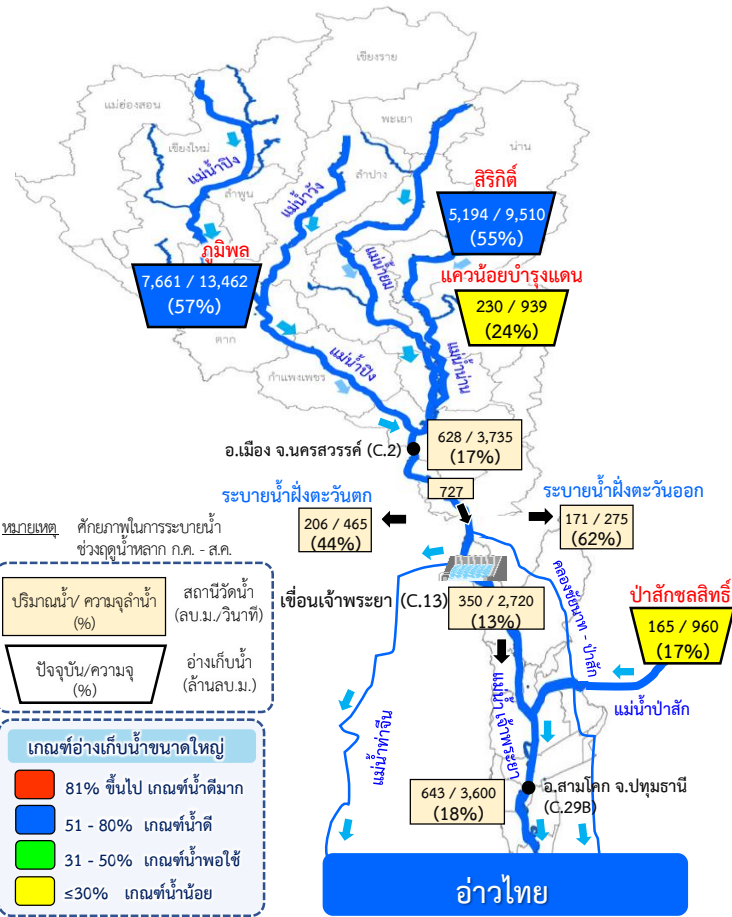 เชียงราย
แม่ฮ่องสอน
พะเยา
น่าน
เชียงใหม่
แม่น้ำปิง
ลำพูน
แม่น้ำวัง
ลำปาง
สิริกิติ์
5,194 / 9,510
(55%)
ภูมิพล
7,661 / 13,462
(57%)
แม่น้ำยม
แควน้อยบำรุงแดน
230 / 939
(24%)
ตาก
แม่น้ำปิง
แม่น้ำน่าน
กำแพงเพชร
อ.เมือง จ.นครสวรรค์ (C.2)
628 / 3,735
(17%)
ระบายน้ำฝั่งตะวันตก
727
ระบายน้ำฝั่งตะวันออก
206 / 465
(44%)
171 / 275
(62%)
หมายเหตุ ศักยภาพในการระบายน้ำ
ช่วงฤดูน้ำหลาก ก.ค. - ส.ค.
ปริมาณน้ำ/ ความจุลำน้ำ
(%)
สถานีวัดน้ำ
(ลบ.ม./วินาที)
ปัจจุบัน/ความจุ
(%)
อ่างเก็บน้ำ
(ล้านลบ.ม.)
เขื่อนเจ้าพระยา (C.13)
350 / 2,720
(13%)
คลองชัยนาท - ป่าสัก
ป่าสักชลสิทธิ์
165 / 960
(17%)
แม่น้ำป่าสัก
แม่น้ำท่าจีน
แม่น้ำเจ้าพระยา
เกณฑ์อ่างเก็บน้ำขนาดใหญ่
81% ขึ้นไป เกณฑ์น้ำดีมาก
51 - 80% เกณฑ์น้ำดี
31 - 50% เกณฑ์น้ำพอใช้
≤30% เกณฑ์น้ำน้อย
643 / 3,600
(18%)
อ.สามโคก จ.ปทุมธานี
(C.29B)
อ่าวไทย